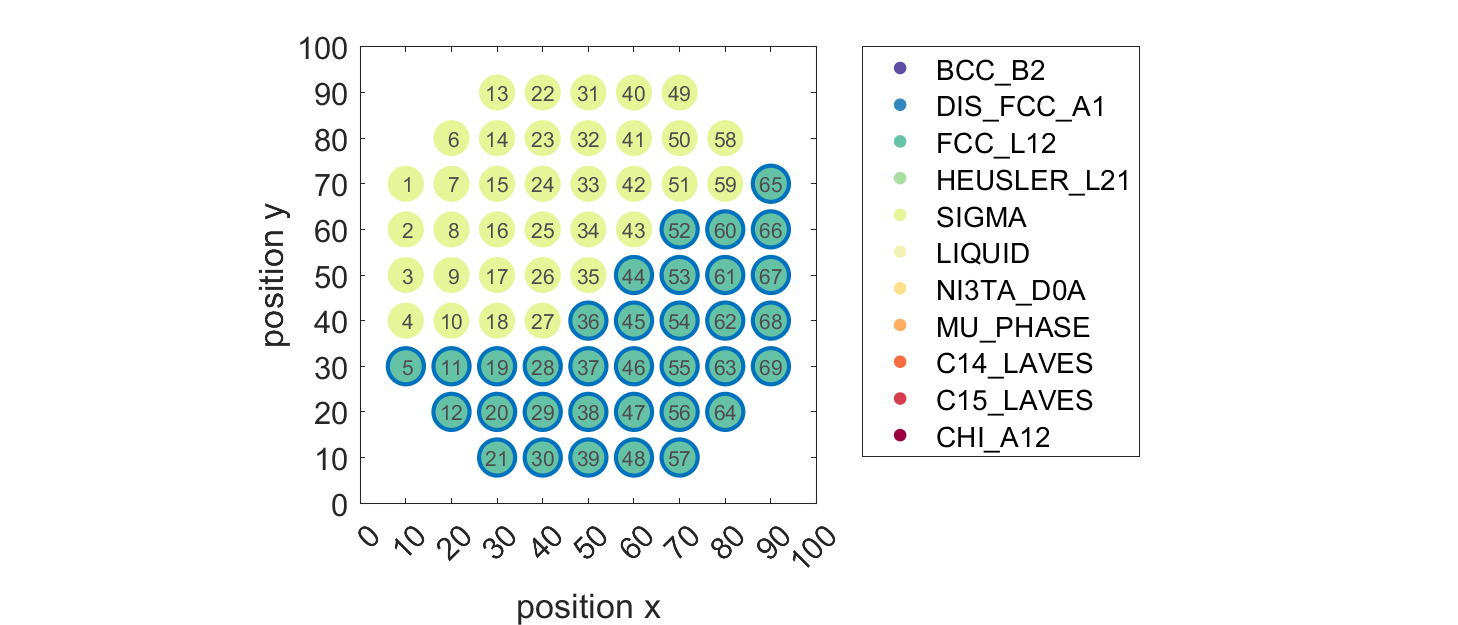 100
90 13 22 31 40 49
80 6 14 23 32 41 50 58
70 1 7 15 24 33 42 51 59 65
60 2 8 16 25 34 43 52 60 66
50 3 9 17 26 35 44 53 61 67
40 4 10 18 27 36 45 54 62 68
30 5 11 19 28 37 46 55 63 69
20 12 20 29 38 47 56 64
10 21 30 39 48 57
0
position y
0 10 20 30 40 50 60 70 80 90 100
position x
BCC_B2
DIS_FCC_A1
FCC_L12
HEUSLER_L21
SIGMA
LIQUID
NI3TA_D0A
MU_PHASE
C14_LAVES
C15_LAVES
CHI_A12